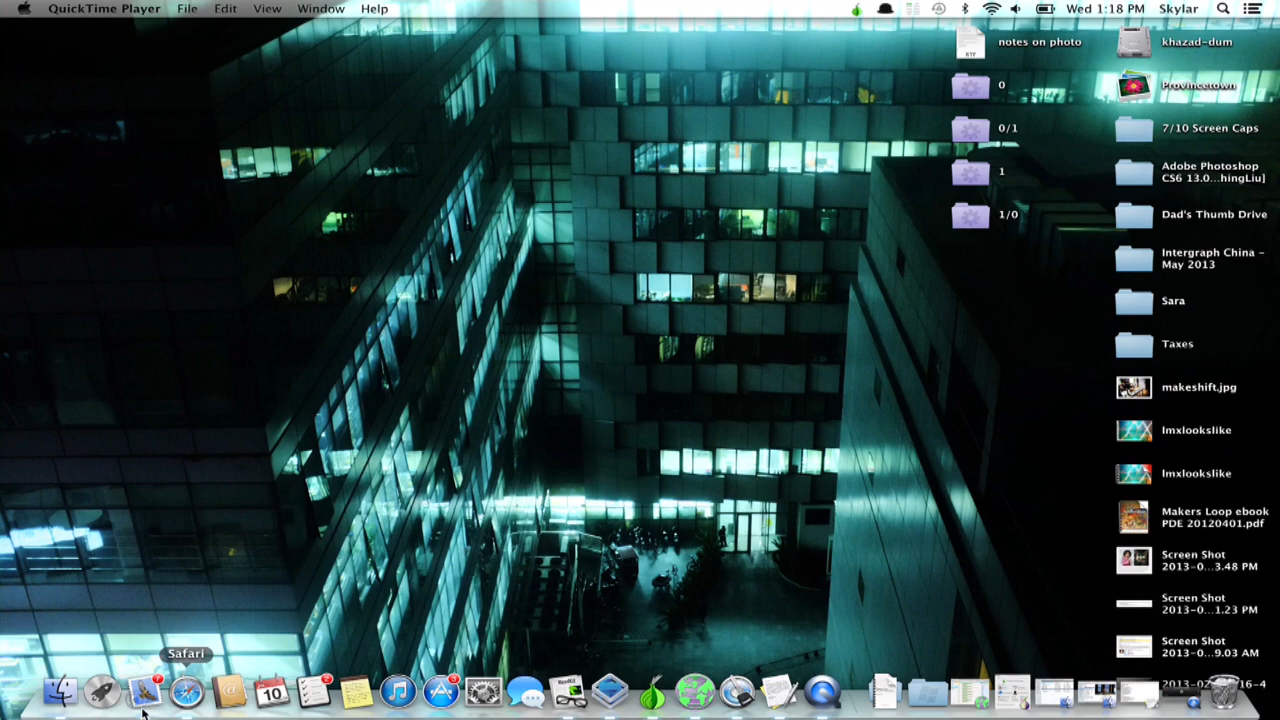 QuickTime Player File Edit View Window Help Wed 1:18 PM Skylar
notes on photo
khazad-dum
0
Provincetown
0/1
7/10 Screen Caps
1
Adobe Photoshop
CS6 13.0...hingLiu]
1/0
Dad's Thumb Drive
Intergraph China -
May 2013
Sara
Taxes
makeshift.jpg
lmxlookslike
lmxlookslike
Makers Loop ebook
PDE 20120401.pdf
Screen Shot
2013-0...3.48 PM
Screen Shot
2013-0...1.23 PM
Screen Shot
2013-0...9.03 AM
Safari
10